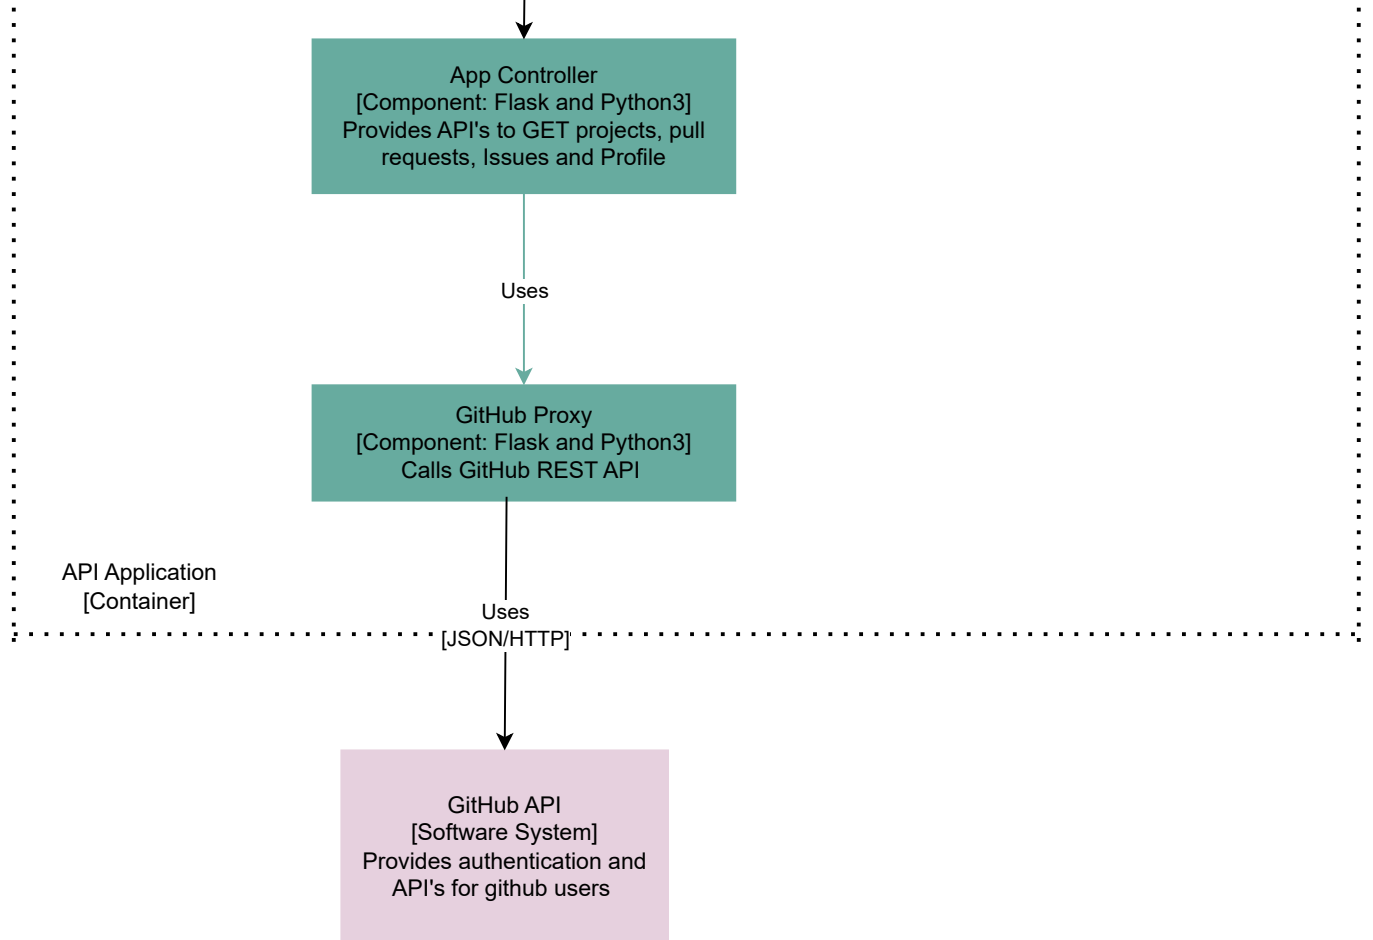 App Controller
[Component: Flask and Python3]
Provides API's to GET projects, pull
requests, Issues and Profile
Uses
GitHub Proxy
[Component: Flask and Python3]
Calls GitHub REST API
API Application
[Container]
Uses
[JSON/HTTP]
GitHub API
[Software System]
Provides authentication and
API's for github users